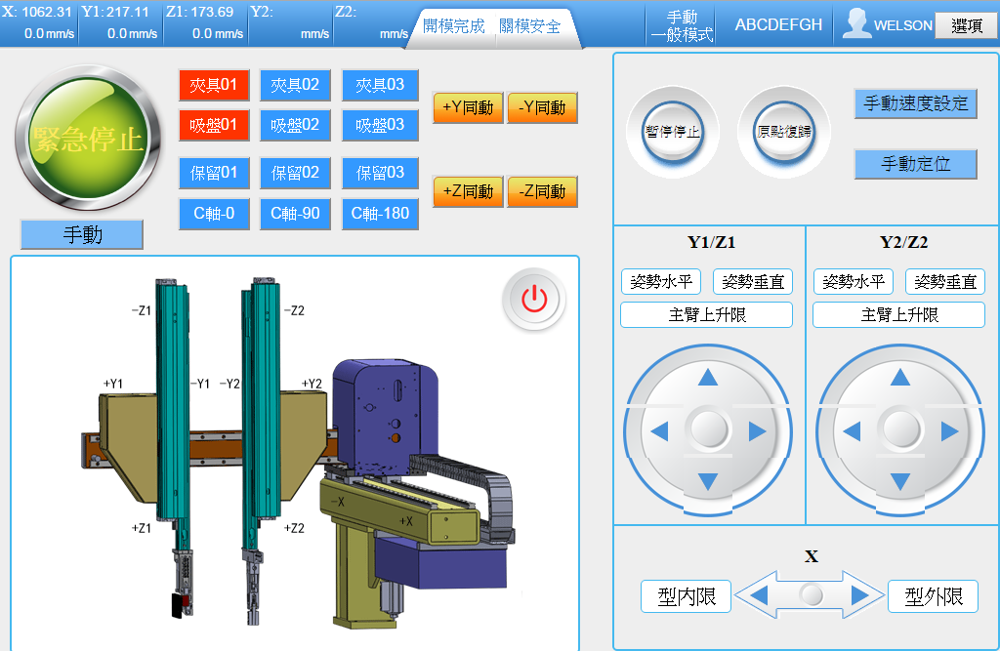 X: 1062.31 Y1: 217.11 Z1: 173.69 Y2: Z2:
0.0 mm/s 0.0 mm/s 0.0 mm/s mm/s mm/s
開模完成 關模安全
手動
一般模式
ABCDEFGH
WELSON
選項
緊急停止
手動
夾具01 夾具02 夾具03
吸盤01 吸盤02 吸盤03
保留01 保留02 保留03
C軸-0 C軸-90 C軸-180
+Y同動 -Y同動
+Z同動 -Z同動
暫停停止
原點復歸
手動速度設定
手動定位
−Z1
−Z2
+Y1
−Y1
−Y2
+Y2
+Z1
+Z2
−X
+X
Y1/Z1
姿勢水平 姿勢垂直
主臂上升限
Y2/Z2
姿勢水平 姿勢垂直
主臂上升限
X
型內限
型外限